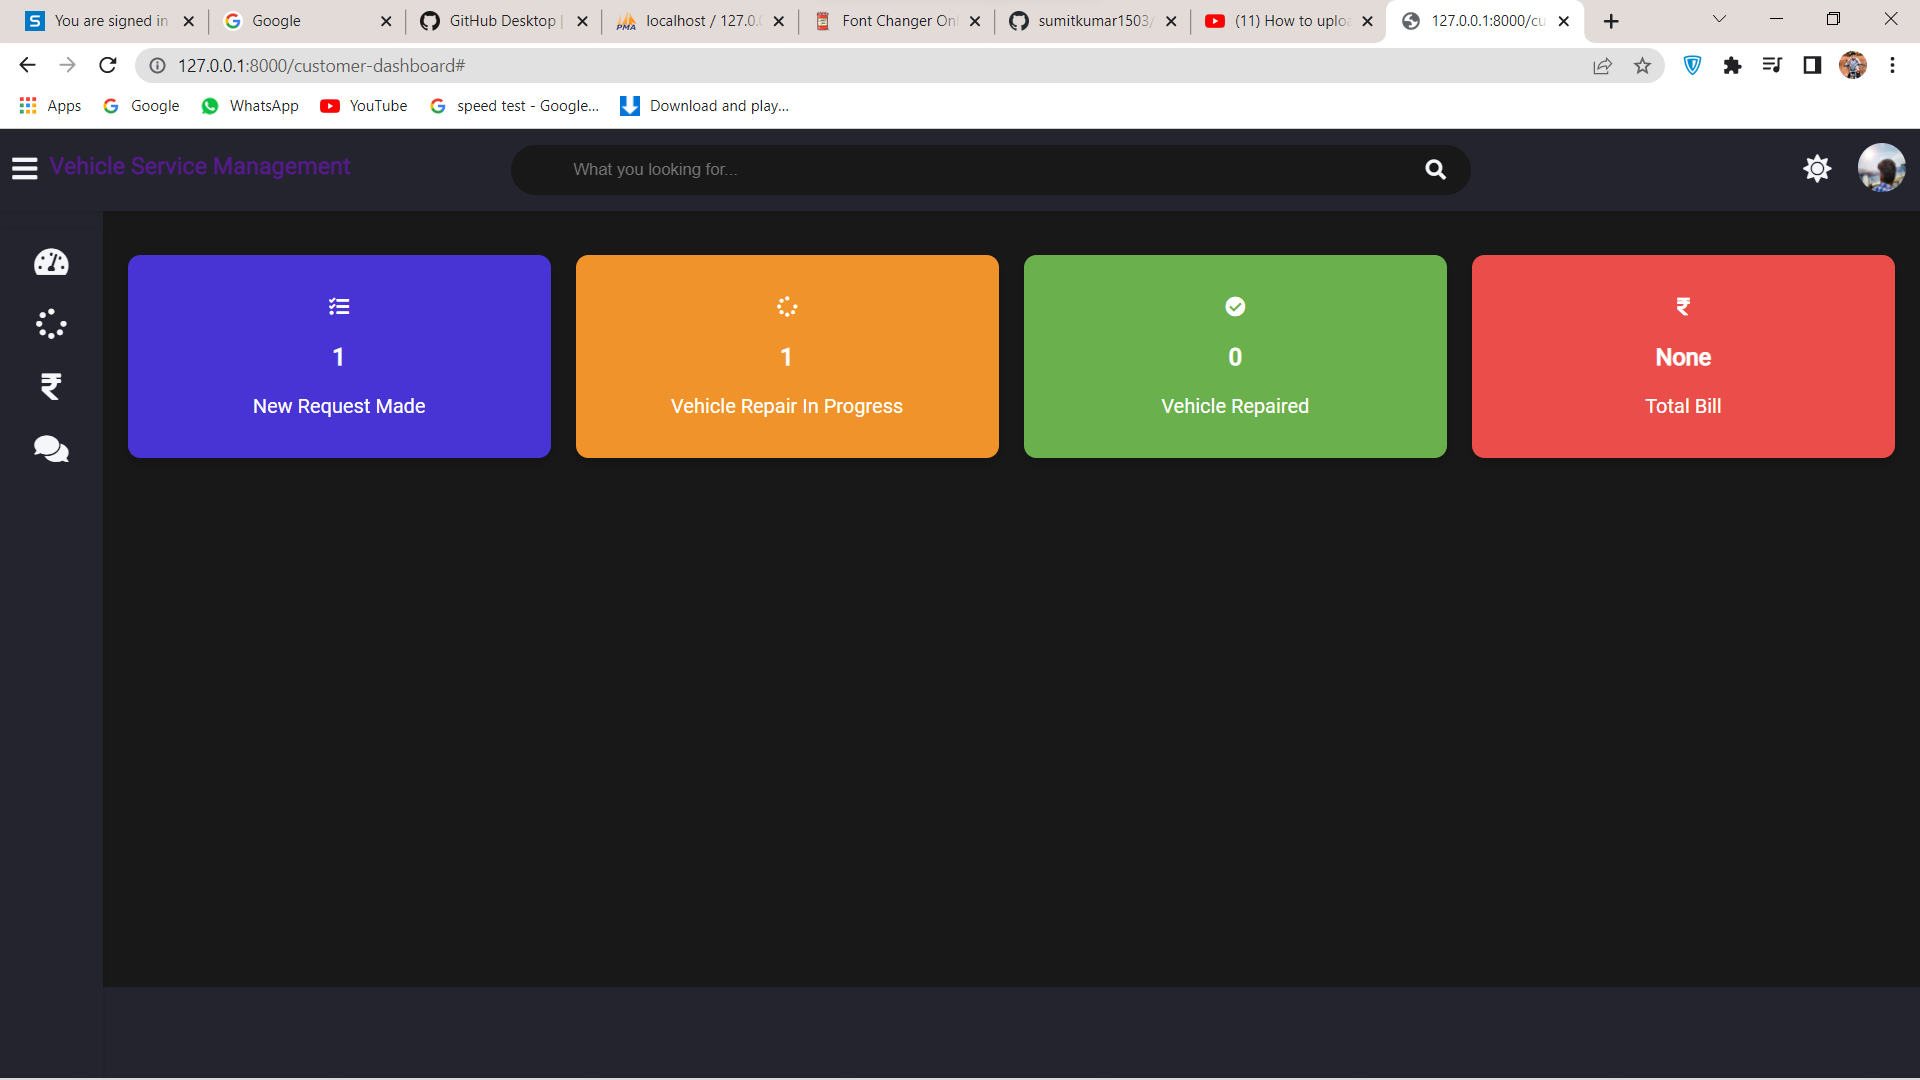 You are signed in
Google
GitHub Desktop
localhost / 127.0.0
Font Changer Onl
sumitkumar1503/
(11) How to uploa
127.0.0.1:8000/cu
127.0.0.1:8000/customer-dashboard#
Apps
Google
WhatsApp
YouTube
speed test - Google...
Download and play...
Vehicle Service Management
What you looking for...
1
New Request Made
1
Vehicle Repair In Progress
0
Vehicle Repaired
₹
None
Total Bill
₹